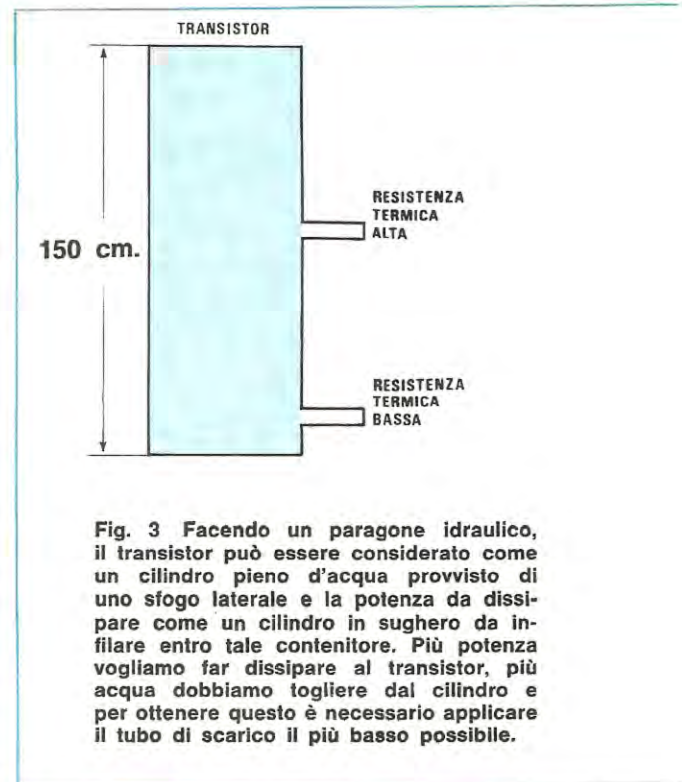 TRANSISTOR
150 cm.
RESISTENZA
TERMICA
ALTA
RESISTENZA
TERMICA
BASSA
Fig. 3 Facendo un paragone idraulico,
il transistor può essere considerato come
un cilindro pieno d'acqua provvisto di
uno sfogo laterale e la potenza da dissi-
pare come un cilindro in sughero da in-
filare entro tale contenitore. Più potenza
vogliamo far dissipare al transistor, più
acqua dobbiamo togliere dal cilindro e
per ottenere questo è necessario applicare
il tubo di scarico il più basso possibile.